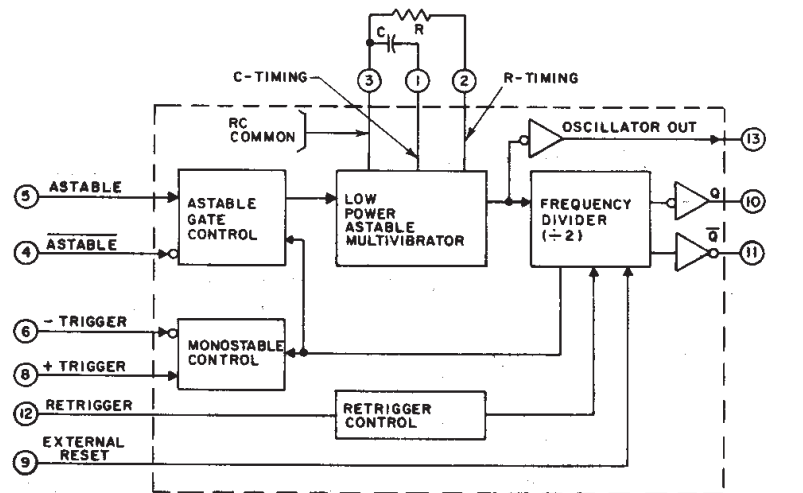 R
C
3
1
2
C-TIMING
R-TIMING
RC
COMMON
OSCILLATOR OUT
13
5
ASTABLE
ASTABLE
GATE
CONTROL
LOW
POWER
ASTABLE
MULTIVIBRATOR
FREQUENCY
DIVIDER
(÷2)
Q
10
4
ASTABLE
Q
11
6
- TRIGGER
MONOSTABLE
CONTROL
8
+ TRIGGER
12
RETRIGGER
RETRIGGER
CONTROL
EXTERNAL
RESET
9